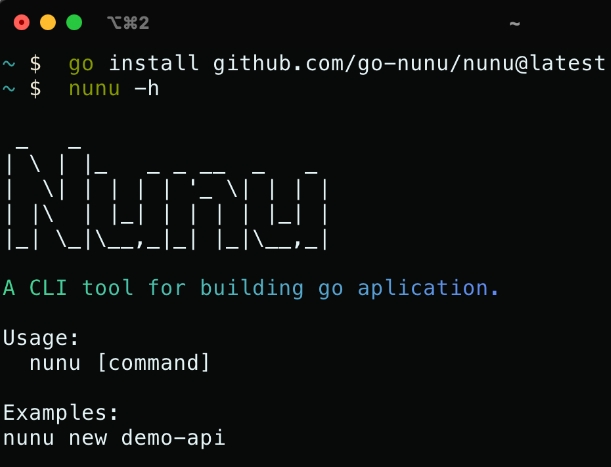 ⌥⌘2 ~
~ $ go install github.com/go-nunu/nunu@latest
~ $ nunu -h
Nunu
A CLI tool for building go aplication.
Usage:
nunu [command]
Examples:
nunu new demo-api